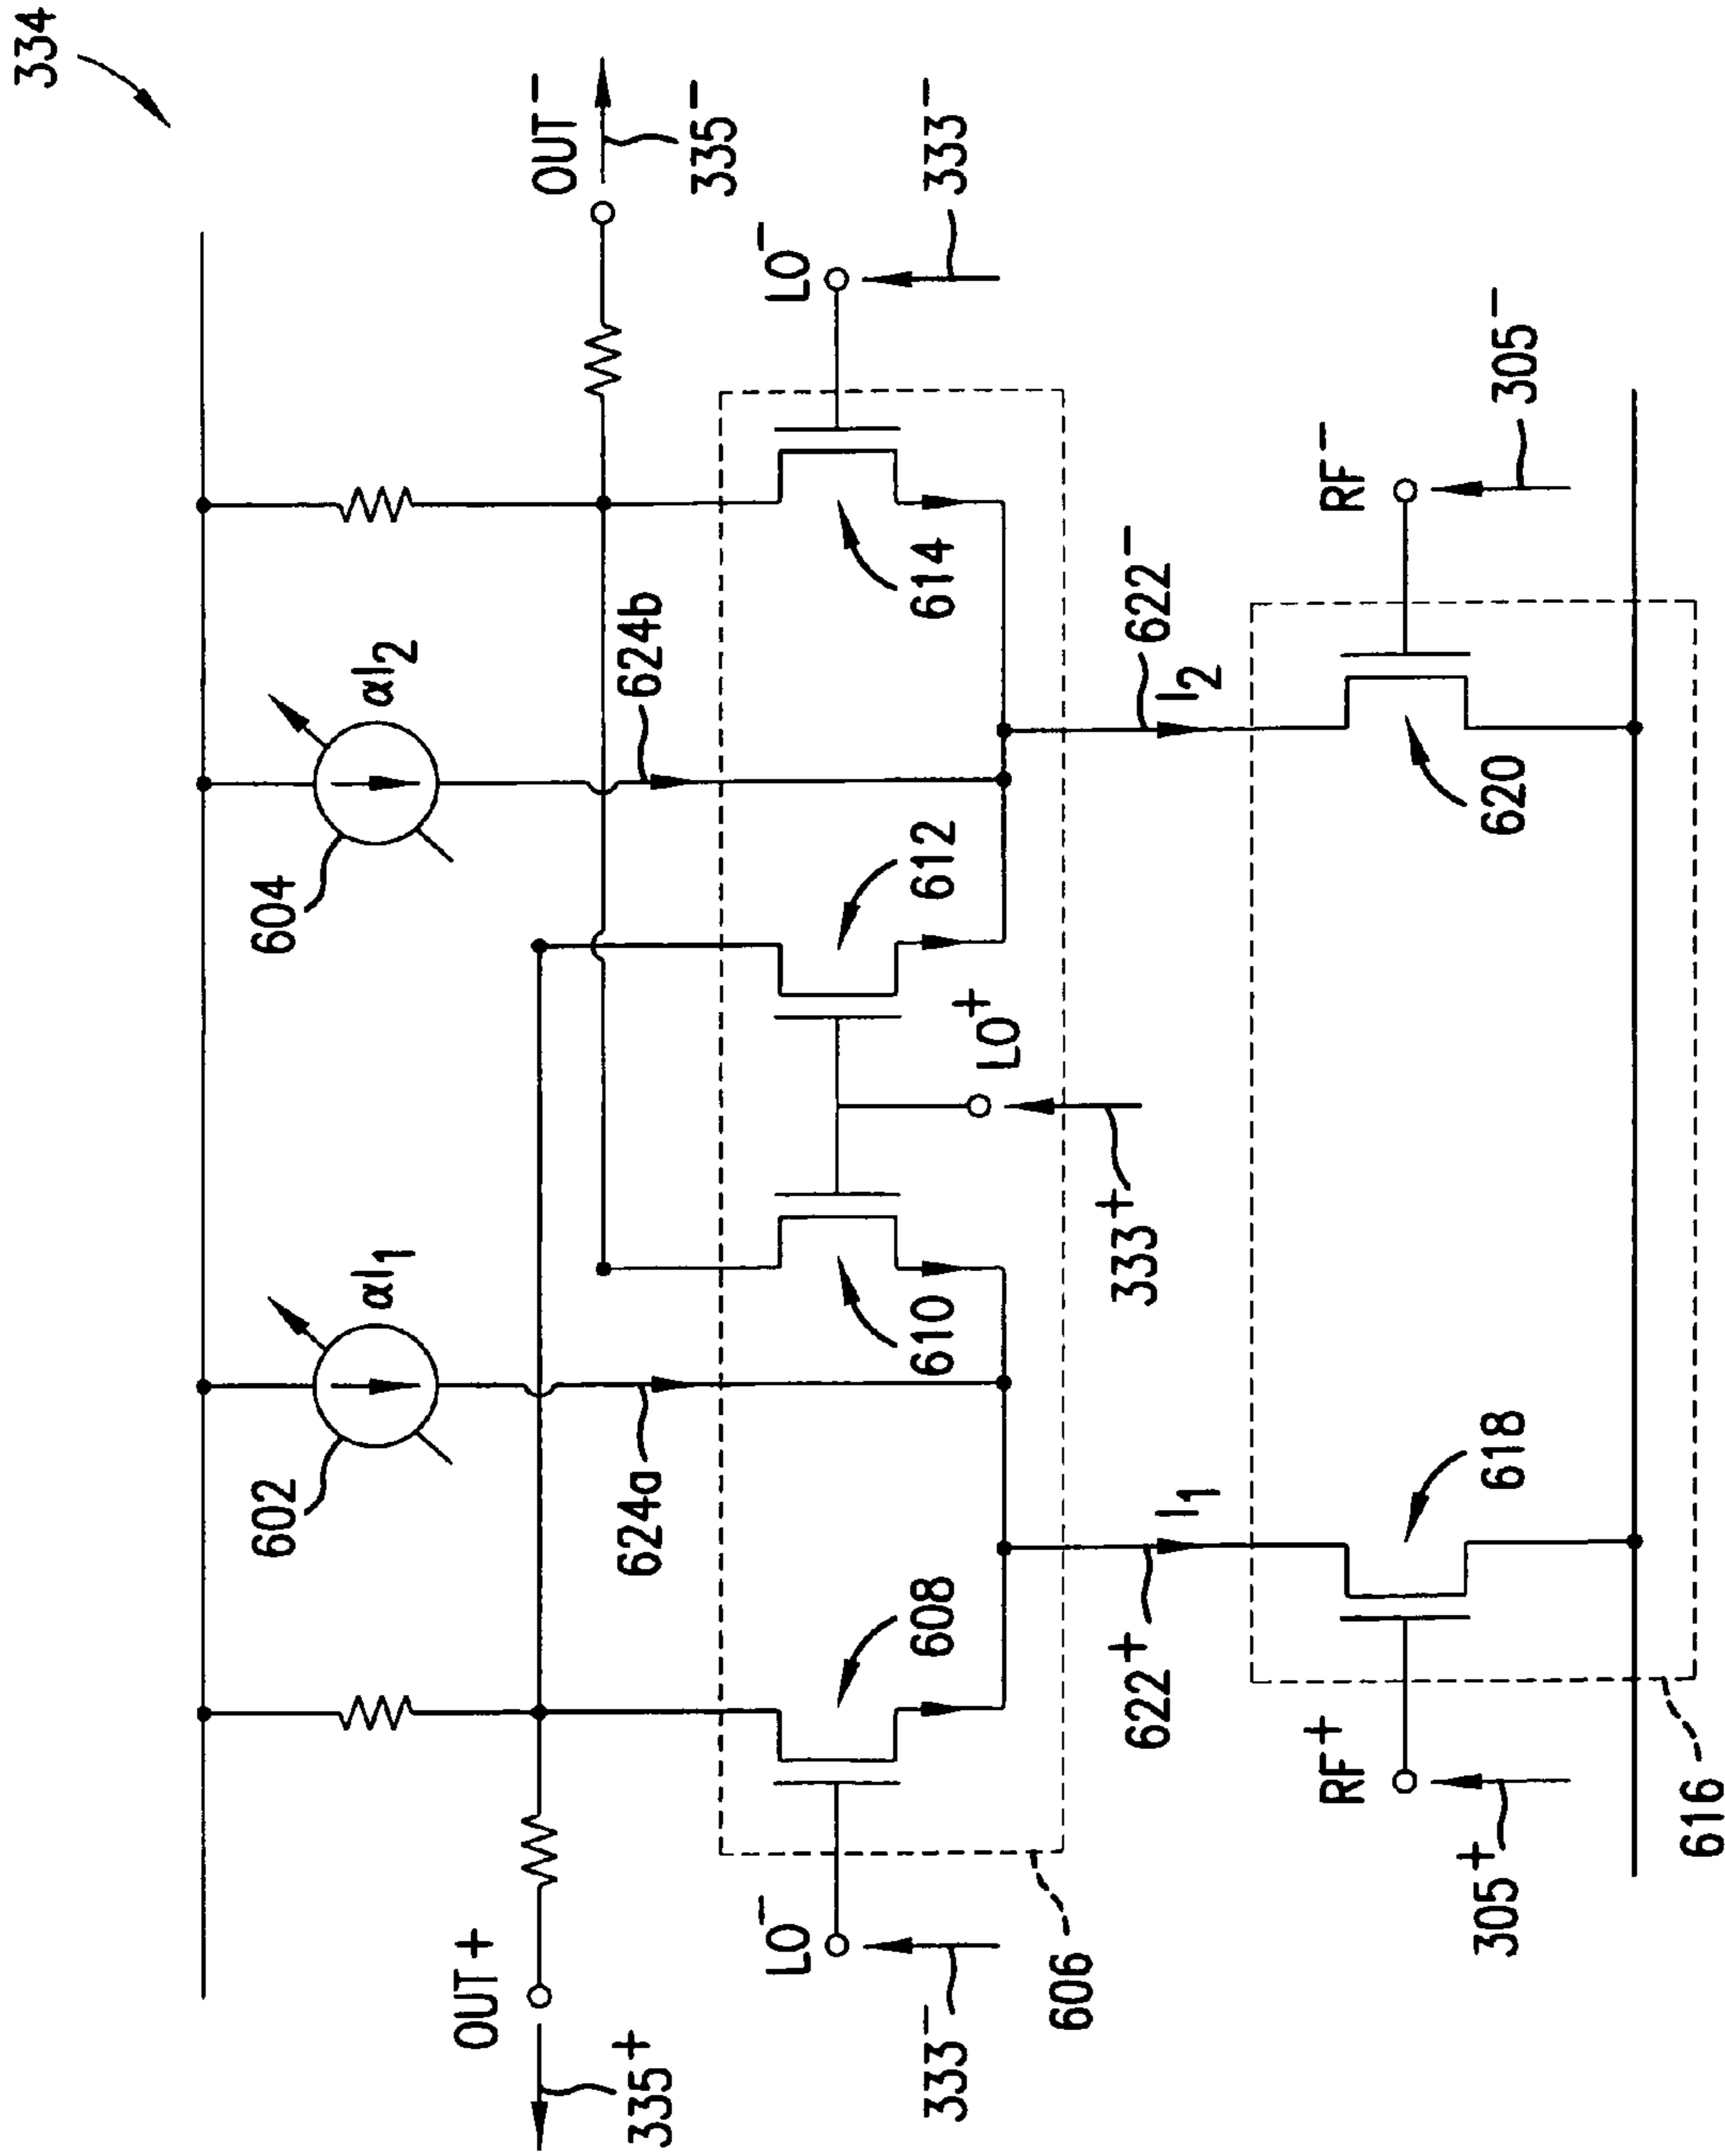 334
OUT⁻
335⁻
LO⁻
333⁻
RF⁻
305⁻
604
αI₂
624b
614
622⁻
I₂
620
612
LO⁺
333⁺
602
αI₁
624a
610
622⁺
I₁
618
608
OUT+
335⁺
LO⁻
333⁻
606
RF⁺
305⁺
616